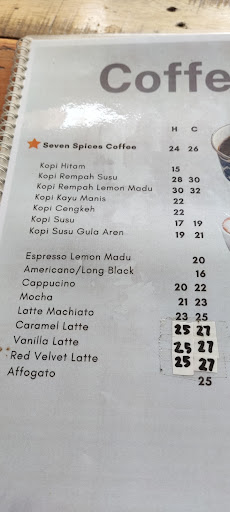 Coffe
H C
Seven Spices Coffee 24 26
Kopi Hitam 15
Kopi Rempah Susu 28 30
Kopi Rempah Lemon Madu 30 32
Kopi Kayu Manis 22
Kopi Cengkeh 22
Kopi Susu 17 19
Kopi Susu Gula Aren 19 21
Espresso Lemon Madu 20
Americano/Long Black 16
Cappucino 20 22
Mocha 21 23
Latte Machiato 23 25
Caramel Latte 25 27
Vanilla Latte 25 27
Red Velvet Latte 25 27
Affogato 25